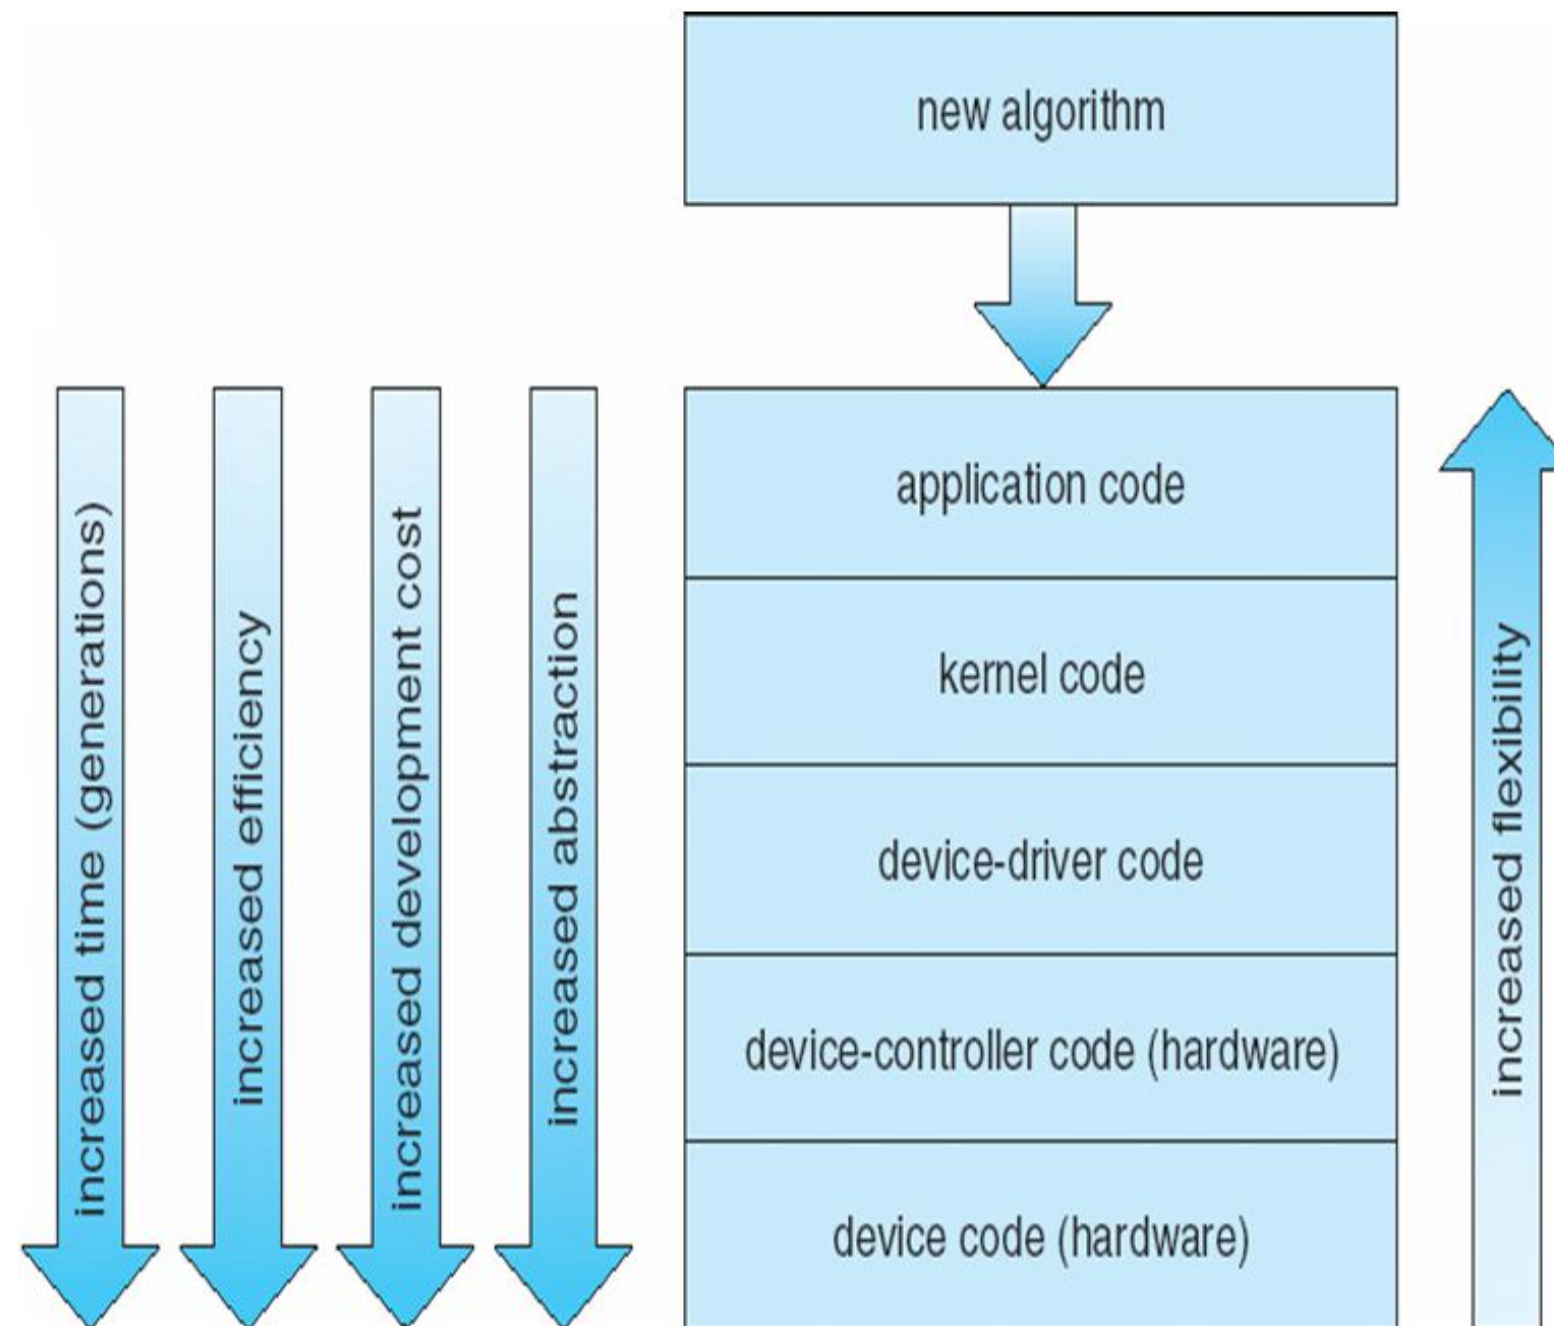 new algorithm
increased time (generations)
increased efficiency
increased development cost
increased abstraction
application code
kernel code
device-driver code
device-controller code (hardware)
device code (hardware)
increased flexibility